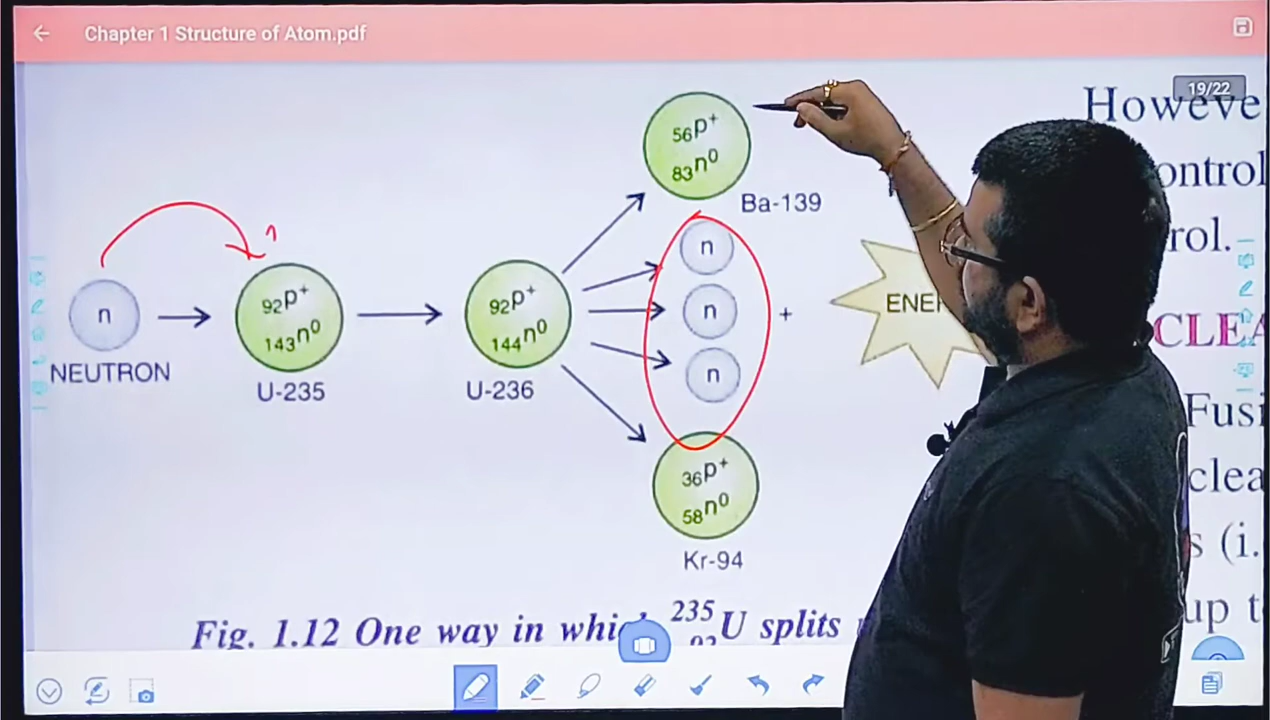 Chapter 1 Structure of Atom.pdf
19/22
Howeve
ontrol
rol.
56p+
83n0
Ba-139
n
n
n
+
ENE
n
NEUTRON
92p+
143n0
U-235
92p+
144n0
U-236
36p+
58n0
Kr-94
CLEA
Fusi
clea
s (i.
up t
Fig. 1.12 One way in whic 235 92 U splits